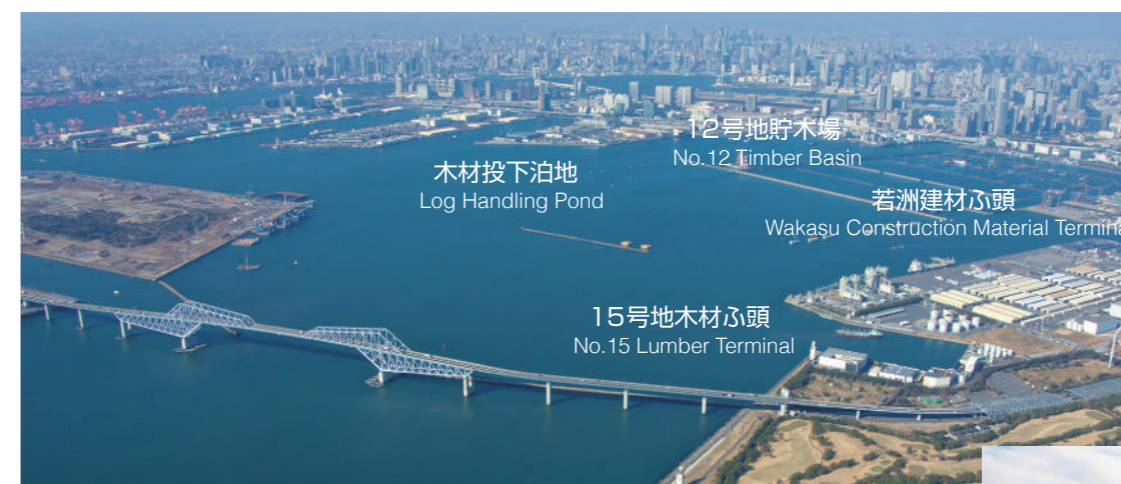 12号地貯木場
No.12 Timber Basin
木材投下泊地
Log Handling Pond
若洲建材ふ頭
Wakasu Construction Material Termina
15号地木材ふ頭
No.15 Lumber Terminal